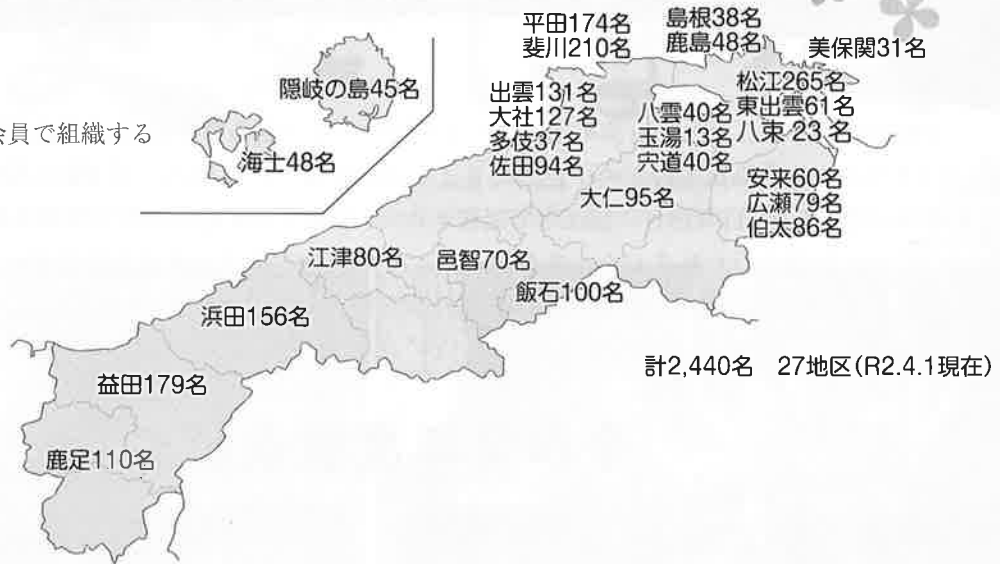 平田174名
斐川210名
島根38名
鹿島48名
美保関31名
隠岐の島45名
海士48名
会員で組織する
出雲131名
大社127名
多伎37名
佐田94名
八雲40名
玉湯13名
宍道40名
松江265名
東出雲61名
八束 23 名
大仁95名
安来60名
広瀬79名
伯太86名
江津80名
邑智70名
飯石100名
浜田156名
益田179名
鹿足110名
計2,440名　27地区(R2.4.1現在)